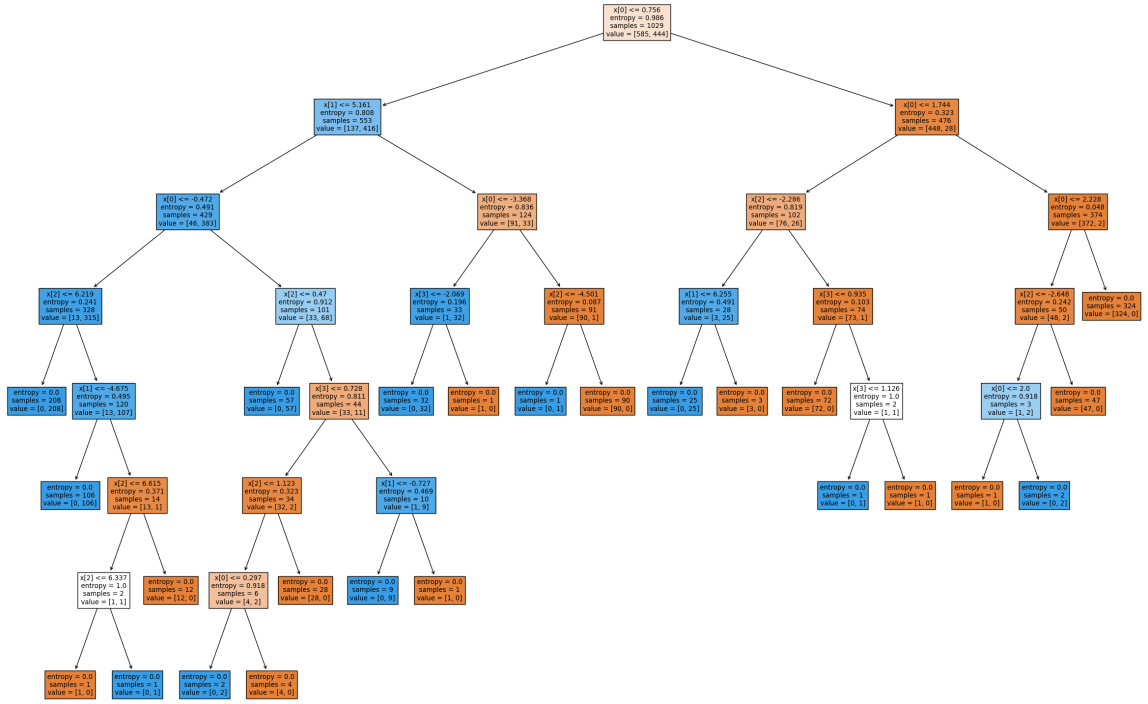 x[0] <= 0.756
entropy = 0.986
samples = 1029
value = [585, 444]
x[1] <= 5.161
entropy = 0.808
samples = 553
value = [137, 416]
x[0] <= 1.744
entropy = 0.323
samples = 476
value = [448, 28]
x[0] <= -0.472
entropy = 0.491
samples = 429
value = [46, 383]
x[0] <= -3.368
entropy = 0.836
samples = 124
value = [91, 33]
x[2] <= -2.286
entropy = 0.819
samples = 102
value = [76, 26]
x[0] <= 2.228
entropy = 0.048
samples = 374
value = [372, 2]
x[2] <= 6.219
entropy = 0.241
samples = 328
value = [13, 315]
x[2] <= 0.47
entropy = 0.912
samples = 101
value = [33, 68]
x[3] <= -2.069
entropy = 0.196
samples = 33
value = [1, 32]
x[2] <= -4.501
entropy = 0.087
samples = 91
value = [90, 1]
x[1] <= 6.255
entropy = 0.491
samples = 28
value = [3, 25]
x[3] <= 0.935
entropy = 0.103
samples = 74
value = [73, 1]
x[2] <= -2.648
entropy = 0.242
samples = 50
value = [48, 2]
entropy = 0.0
samples = 324
value = [324, 0]
entropy = 0.0
samples = 208
value = [0, 208]
x[1] <= -4.675
entropy = 0.495
samples = 120
value = [13, 107]
entropy = 0.0
samples = 57
value = [0, 57]
x[3] <= 0.728
entropy = 0.811
samples = 44
value = [33, 11]
entropy = 0.0
samples = 32
value = [0, 32]
entropy = 0.0
samples = 1
value = [1, 0]
entropy = 0.0
samples = 1
value = [0, 1]
entropy = 0.0
samples = 90
value = [90, 0]
entropy = 0.0
samples = 25
value = [0, 25]
entropy = 0.0
samples = 3
value = [3, 0]
entropy = 0.0
samples = 72
value = [72, 0]
x[3] <= 1.126
entropy = 1.0
samples = 2
value = [1, 1]
x[0] <= 2.0
entropy = 0.918
samples = 3
value = [1, 2]
entropy = 0.0
samples = 47
value = [47, 0]
entropy = 0.0
samples = 106
value = [0, 106]
x[2] <= 6.615
entropy = 0.371
samples = 14
value = [13, 1]
x[2] <= 1.123
entropy = 0.323
samples = 34
value = [32, 2]
x[1] <= -0.727
entropy = 0.469
samples = 10
value = [1, 9]
entropy = 0.0
samples = 1
value = [0, 1]
entropy = 0.0
samples = 1
value = [1, 0]
entropy = 0.0
samples = 1
value = [1, 0]
entropy = 0.0
samples = 2
value = [0, 2]
x[2] <= 6.337
entropy = 1.0
samples = 2
value = [1, 1]
entropy = 0.0
samples = 12
value = [12, 0]
x[0] <= 0.297
entropy = 0.918
samples = 6
value = [4, 2]
entropy = 0.0
samples = 28
value = [28, 0]
entropy = 0.0
samples = 9
value = [0, 9]
entropy = 0.0
samples = 1
value = [1, 0]
entropy = 0.0
samples = 1
value = [1, 0]
entropy = 0.0
samples = 1
value = [0, 1]
entropy = 0.0
samples = 2
value = [0, 2]
entropy = 0.0
samples = 4
value = [4, 0]